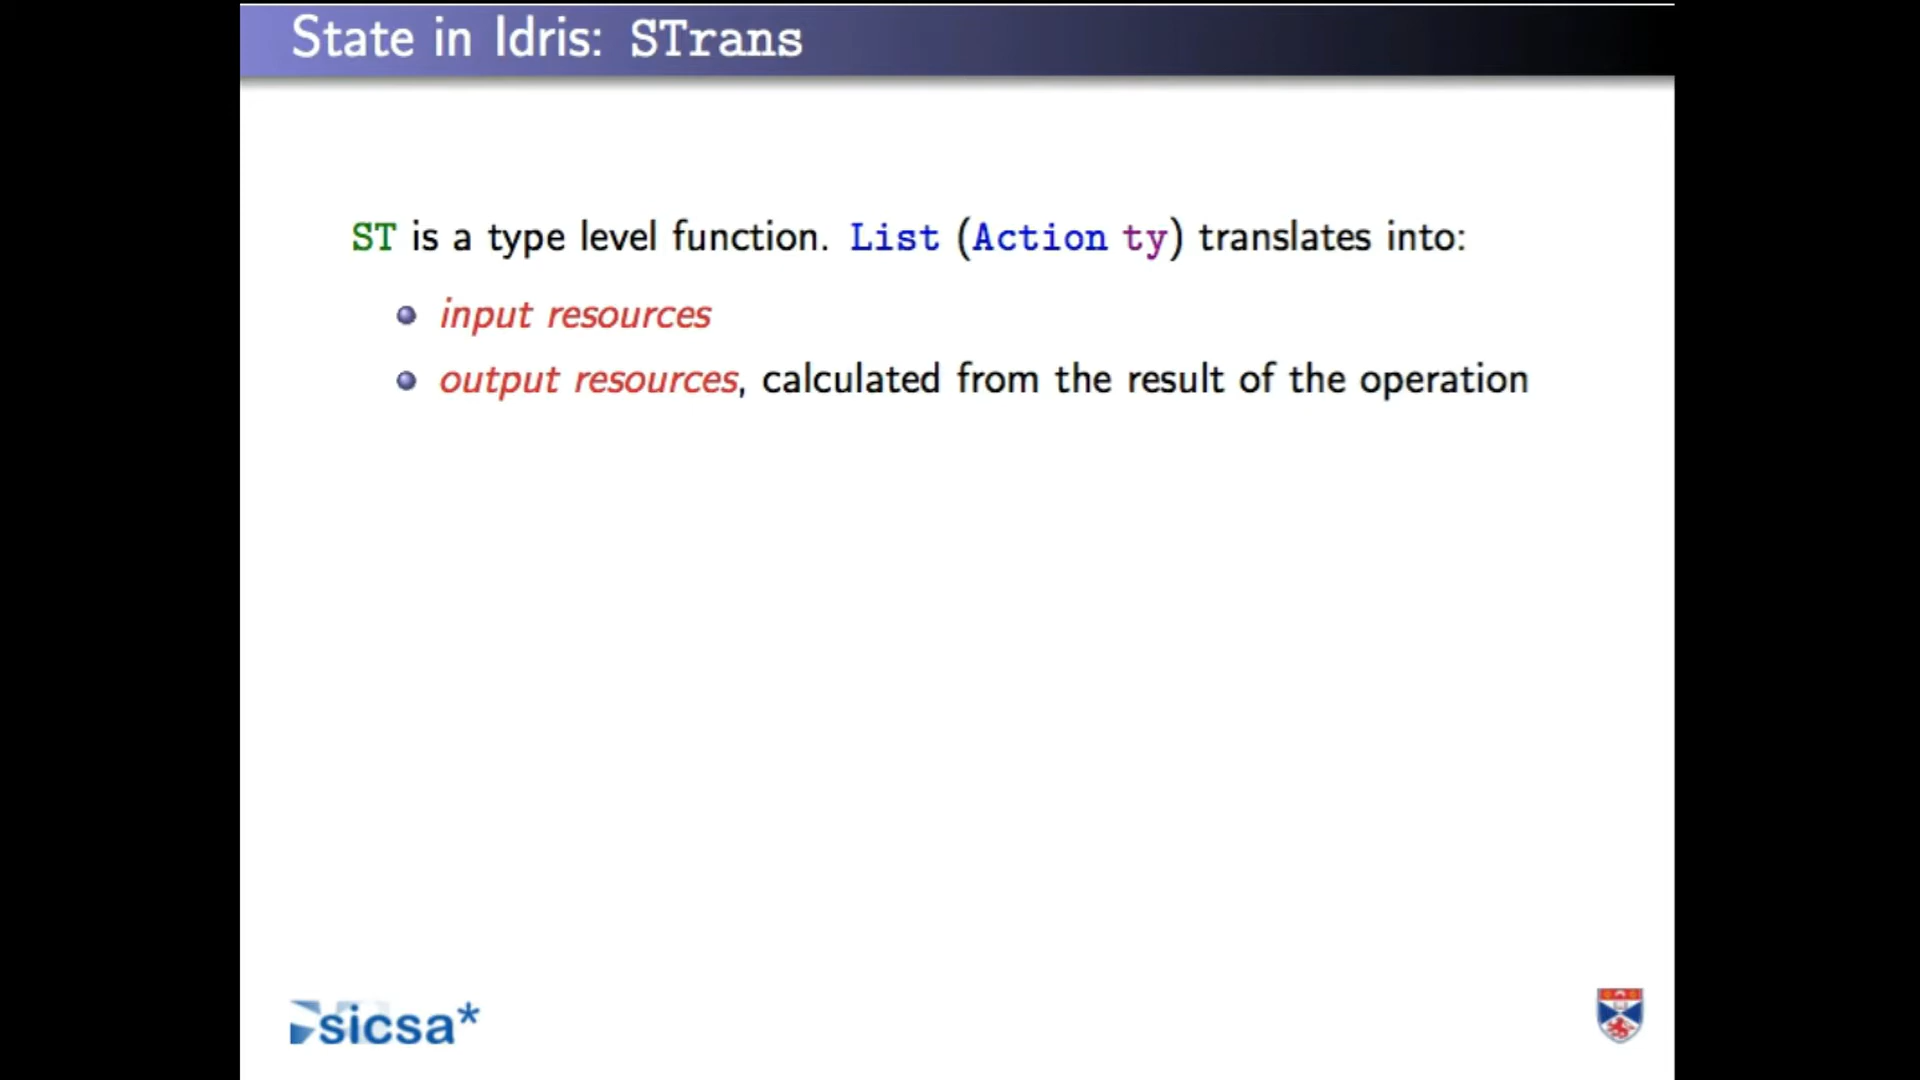 State in Idris: STrans
ST is a type level function. List (Action ty) translates into:
input resources
output resources, calculated from the result of the operation
sicsa*